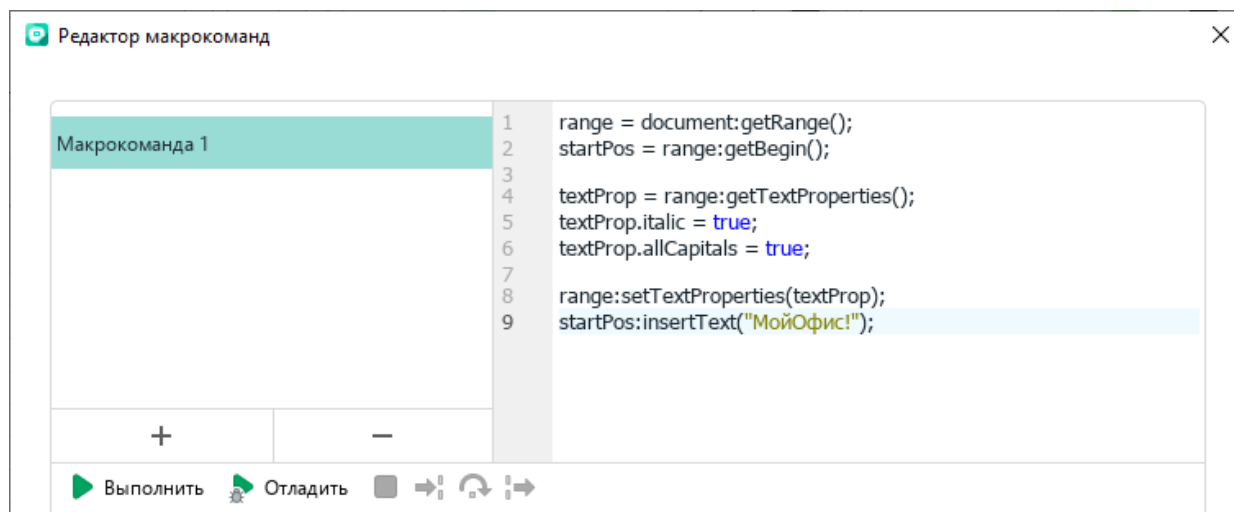 Редактор макрокоманд
Макрокоманда 1
1 range = document:getRange();
2 startPos = range:getBegin();
3
4 textProp = range:getTextProperties();
5 textProp.italic = true;
6 textProp.allCapitals = true;
7
8 range:setTextProperties(textProp);
9 startPos:insertText("МойОфис!");
+ −
Выполнить Отладить